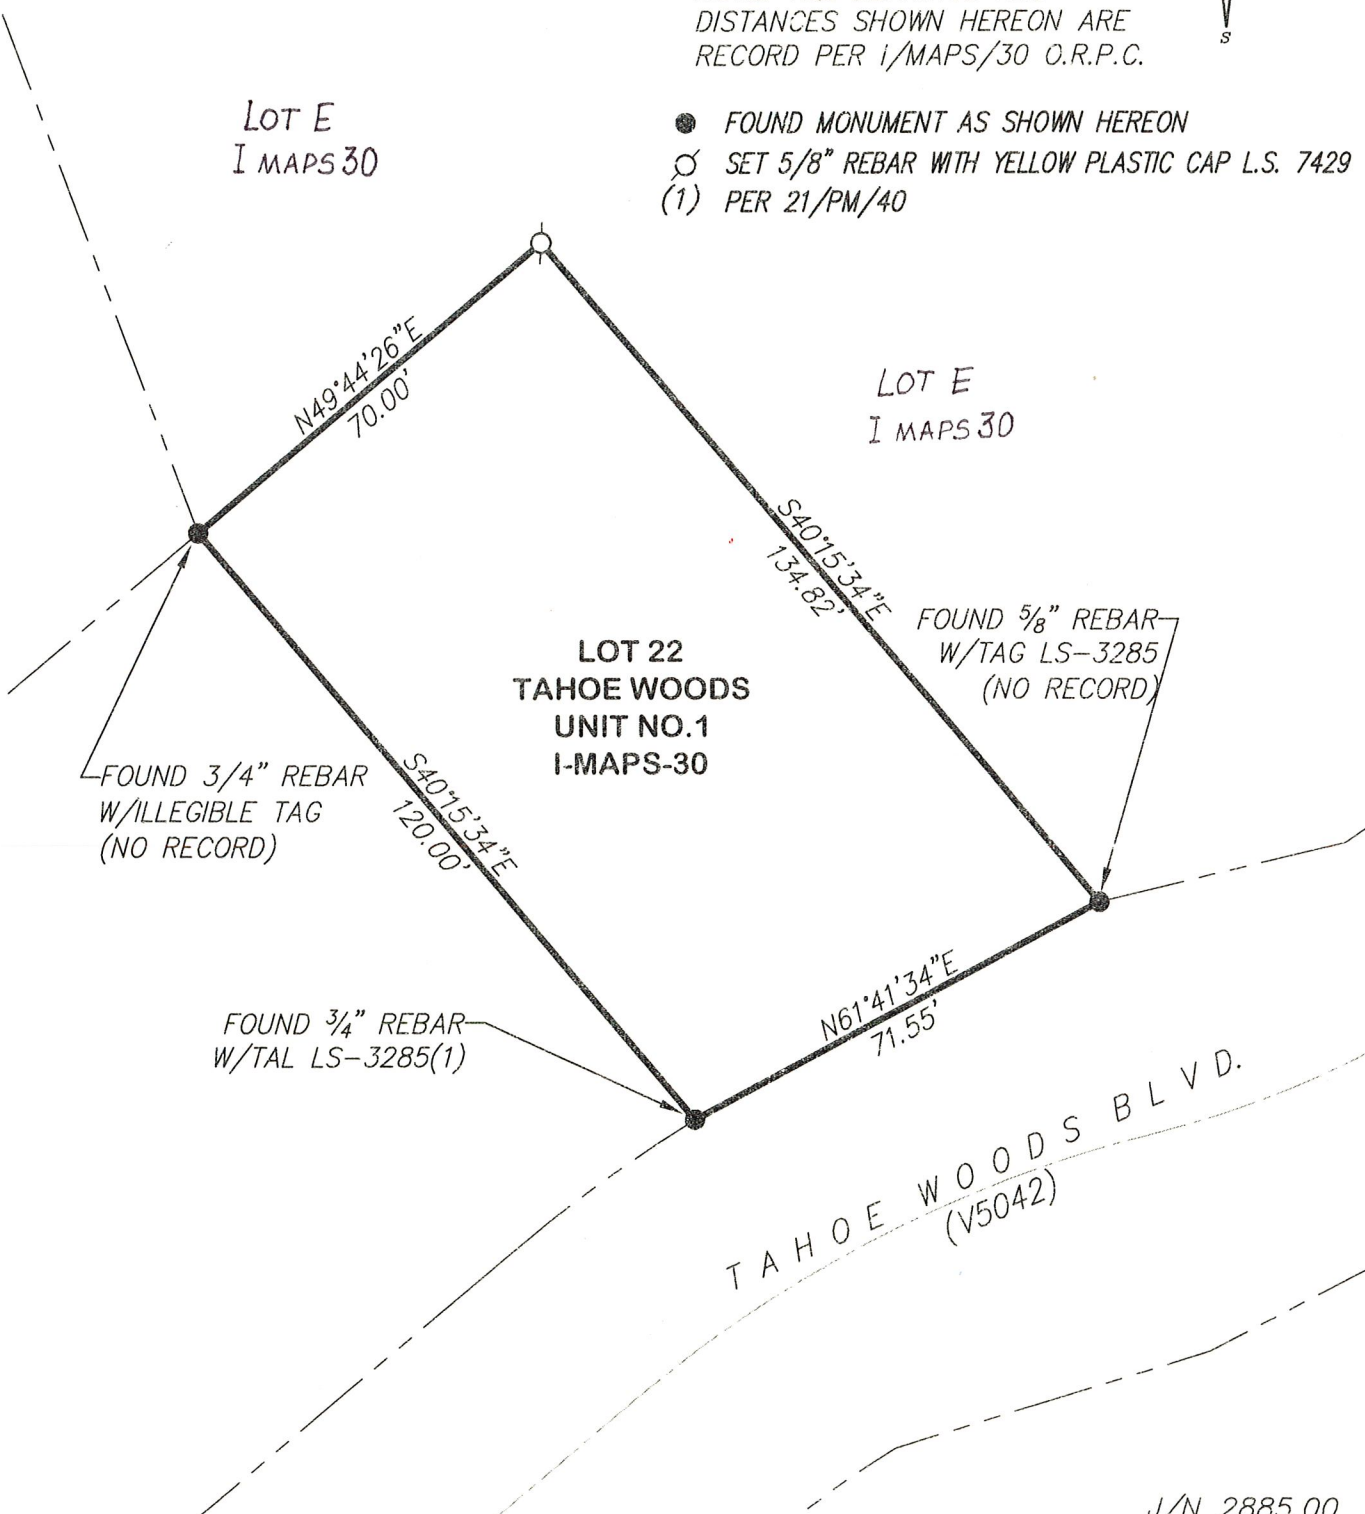 DISTANCES SHOWN HEREON ARE
RECORD PER I/MAPS/30 O.R.P.C.
S
● FOUND MONUMENT AS SHOWN HEREON
SET 5/8" REBAR WITH YELLOW PLASTIC CAP L.S. 7429
(1) PER 21/PM/40
LOT E
I MAPS 30
N49°44'26"E
70.00'
LOT E
I MAPS 30
S40°15'34"E
134.82'
FOUND 5/8" REBAR
W/TAG LS-3285
(NO RECORD)
LOT 22
TAHOE WOODS
UNIT NO.1
I-MAPS-30
FOUND 3/4" REBAR
W/ILLEGIBLE TAG
(NO RECORD)
S40°15'34"E
120.00'
N61°41'34"E
71.55'
FOUND 3/4" REBAR
W/TAL LS-3285(1)
TAHOE WOODS BLVD.
(V5042)
J/N 2885.00